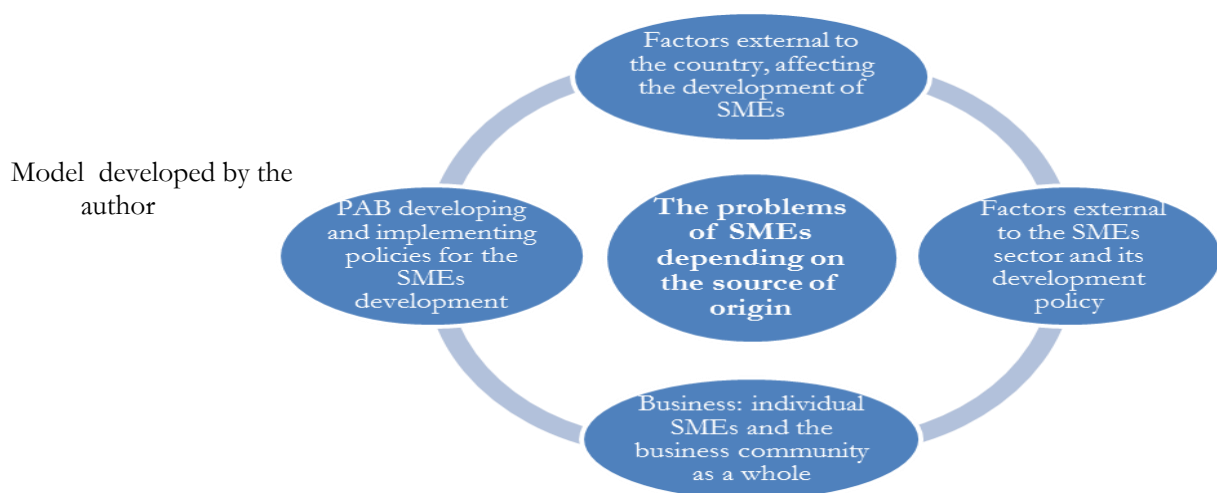 Factors external to
the country, affecting
the development of
SMEs
Model developed by the
author
PAB developing
and implementing
policies for the
SMEs
development
The problems
of SMEs
depending on
the source of
origin
Factors external
to the SMEs
sector and its
development
policy
Business: individual
SMEs and the
business community
as a whole